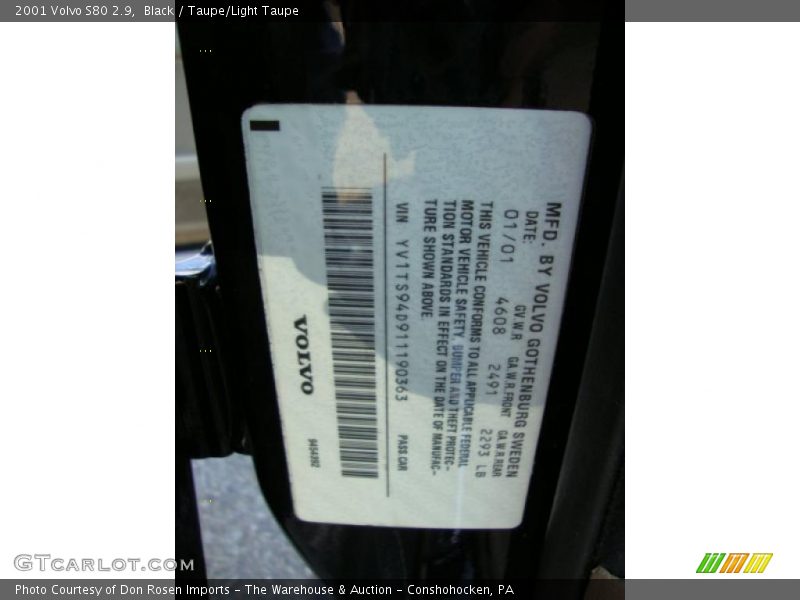 2001 Volvo S80 2.9,  Black / Taupe/Light Taupe
MFD. BY VOLVO GOTHENBURG SWEDEN
DATE: G.V.W.R G.A.W.R.FRONT G.A.W.R.REAR
01/01 4608 2491 2293 LB
THIS VEHICLE CONFORMS TO ALL APPLICABLE FEDERAL
MOTOR VEHICLE SAFETY, BUMPER AND THEFT PROTEC-
TION STANDARDS IN EFFECT ON THE DATE OF MANUFAC-
TURE SHOWN ABOVE.
VIN YV1TS94D911190363 PASS CAR
VOLVO
9454992
GTCARLOT.COM
Photo Courtesy of Don Rosen Imports - The Warehouse & Auction - Conshohocken, PA